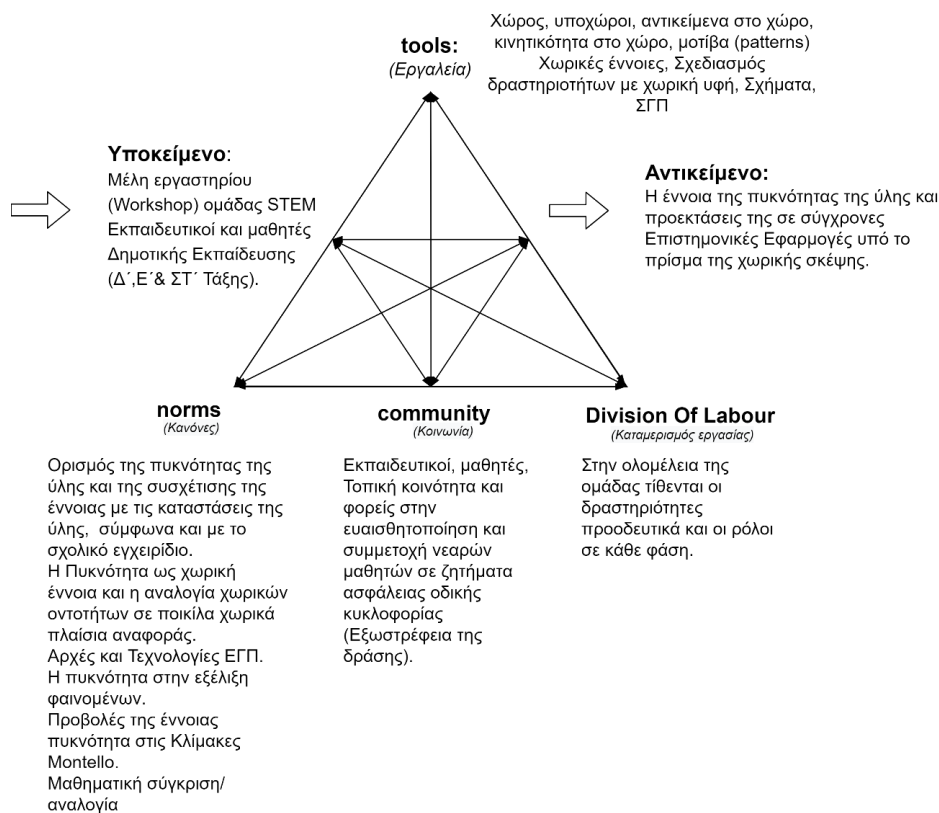 tools:
(Εργαλεία)
Χώρος, υποχώροι, αντικείμενα στο χώρο,
κινητικότητα στο χώρο, μοτίβα (patterns)
Χωρικές έννοιες, Σχεδιασμός
δραστηριοτήτων με χωρική υφή, Σχήματα,
ΣΓΠ
Υποκείμενο:
Μέλη εργαστηρίου
(Workshop) ομάδας STEM
Εκπαιδευτικοί και μαθητές
Δημοτικής Εκπαίδευσης
(Δ΄,Ε΄& ΣΤ΄ Τάξης).
Αντικείμενο:
Η έννοια της πυκνότητας της ύλης και
προεκτάσεις της σε σύγχρονες
Επιστημονικές Εφαρμογές υπό το
πρίσμα της χωρικής σκέψης.
norms
(Κανόνες)
Ορισμός της πυκνότητας της
ύλης και της συσχέτισης της
έννοιας με τις καταστάσεις της
ύλης, σύμφωνα και με το
σχολικό εγχειρίδιο.
Η Πυκνότητα ως χωρική
έννοια και η αναλογία χωρικών
οντοτήτων σε ποικίλα χωρικά
πλαίσια αναφοράς.
Αρχές και Τεχνολογίες ΕΓΠ.
Η πυκνότητα στην εξέλιξη
φαινομένων.
Προβολές της έννοιας
πυκνότητα στις Κλίμακες
Montello.
Μαθηματική σύγκριση/
αναλογία
community
(Κοινωνία)
Εκπαιδευτικοί, μαθητές,
Τοπική κοινότητα και
φορείς στην
ευαισθητοποίηση και
συμμετοχή νεαρών
μαθητών σε ζητήματα
ασφάλειας οδικής
κυκλοφορίας
(Εξωστρέφεια της
δράσης).
Division Of Labour
(Καταμερισμός εργασίας)
Στην ολομέλεια της
ομάδας τίθενται οι
δραστηριότητες
προοδευτικά και οι ρόλοι
σε κάθε φάση.